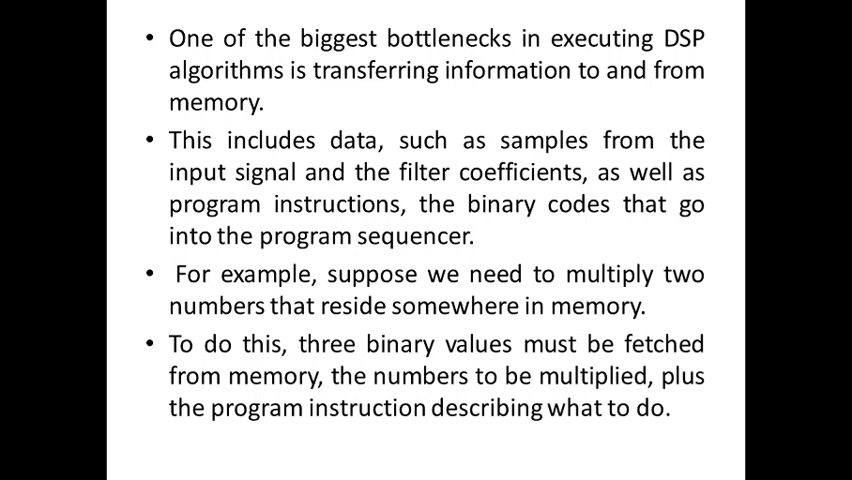 • One of the biggest bottlenecks in executing DSP
algorithms is transferring information to and from
memory.
• This includes data, such as samples from the
input signal and the filter coefficients, as well as
program instructions, the binary codes that go
into the program sequencer.
• For example, suppose we need to multiply two
numbers that reside somewhere in memory.
• To do this, three binary values must be fetched
from memory, the numbers to be multiplied, plus
the program instruction describing what to do.